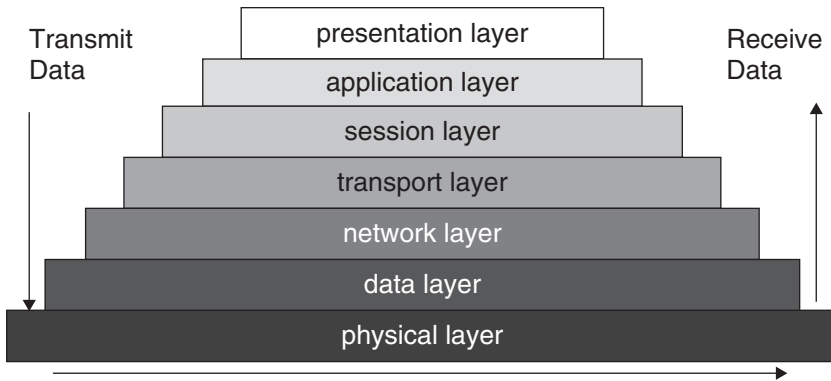 Transmit
Data
presentation layer
Receive
Data
application layer
session layer
transport layer
network layer
data layer
physical layer